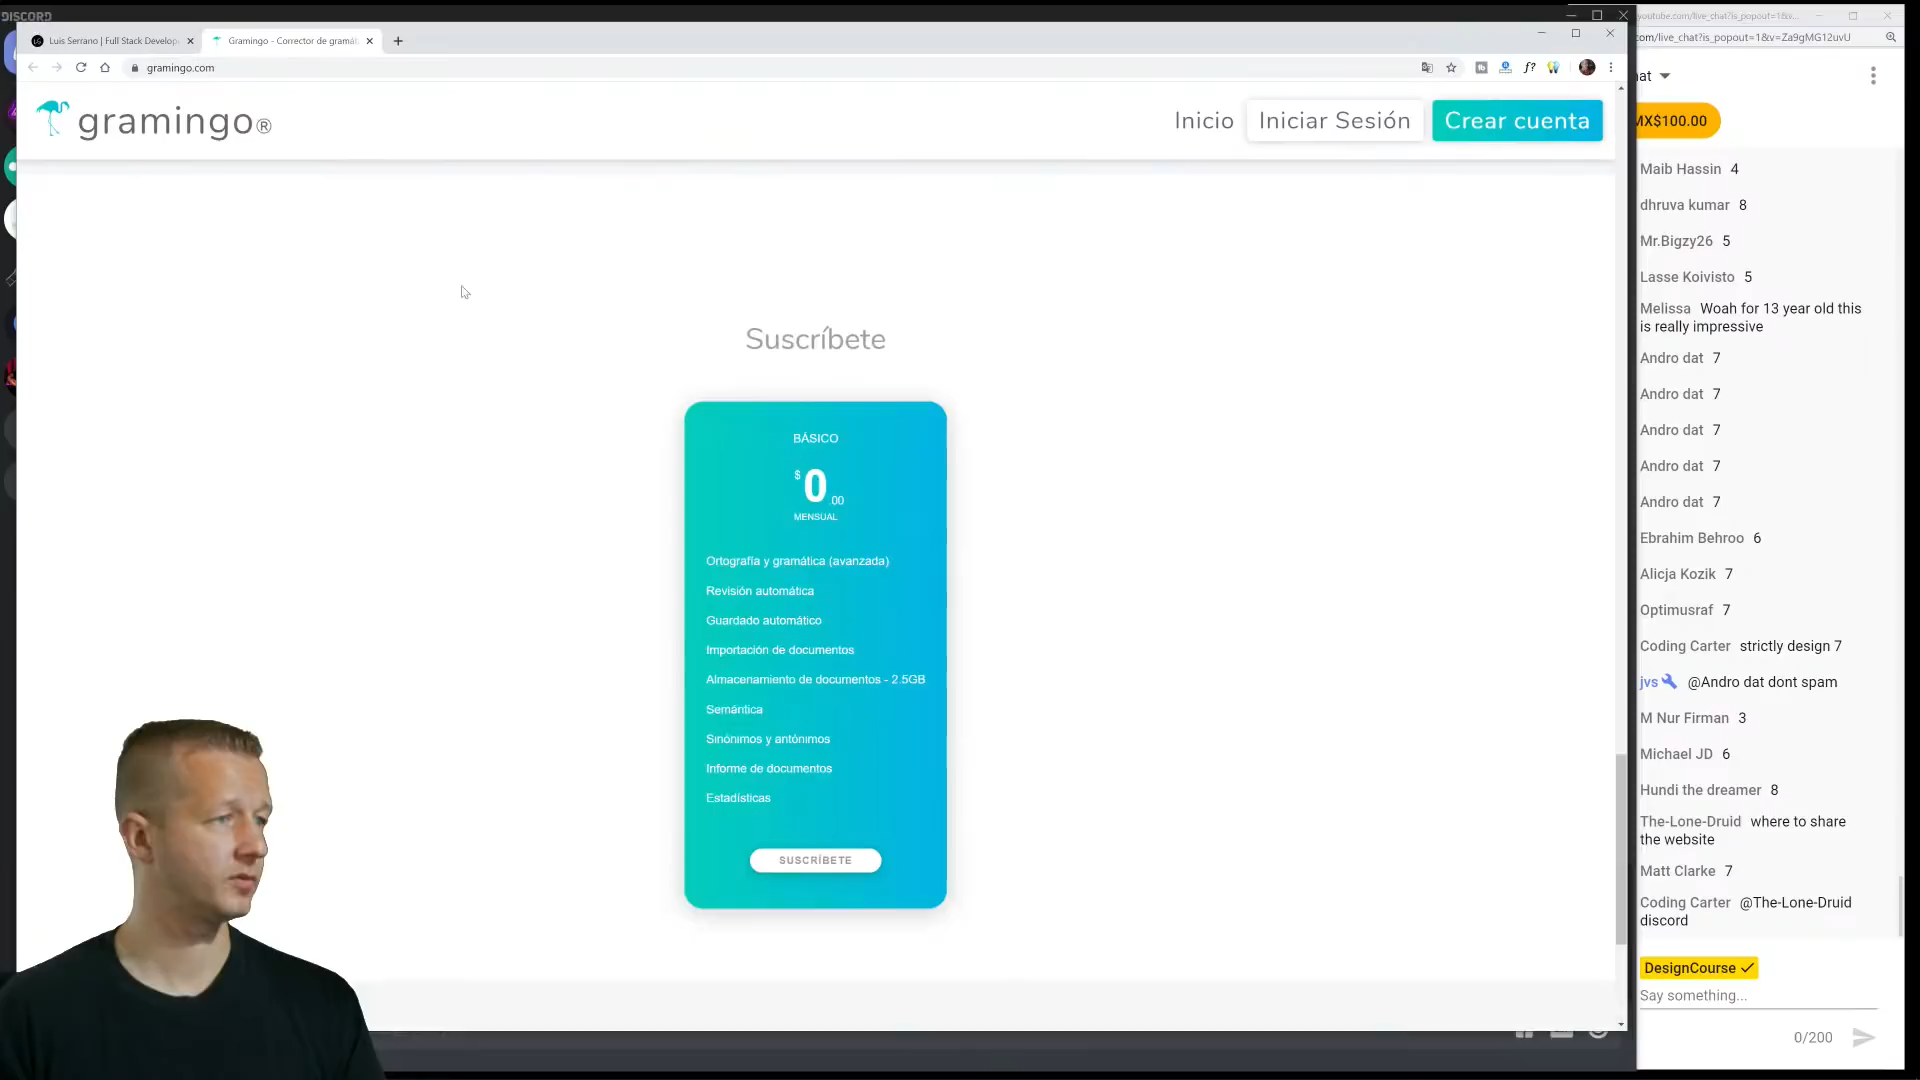 DISCORD
Luis Serrano | Full Stack Develop
Gramingo - Corrector de gramát
gramingo.com
f?
gramingo®
Inicio
Iniciar Sesión
Crear cuenta
Suscríbete
BÁSICO
$0.00
MENSUAL
Ortografía y gramática (avanzada)
Revisión automática
Guardado automático
Importación de documentos
Almacenamiento de documentos - 2.5GB
Semántica
Sinónimos y antónimos
Informe de documentos
Estadísticas
SUSCRÍBETE
youtube.com/live_chat?is_popout=1&v...
om/live_chat?is_popout=1&v=Za9gMG12uvU
at
MX$100.00
Maib Hassin 4
dhruva kumar 8
Mr.Bigzy26 5
Lasse Koivisto 5
Melissa Woah for 13 year old this
is really impressive
Andro dat 7
Andro dat 7
Andro dat 7
Andro dat 7
Andro dat 7
Ebrahim Behroo 6
Alicja Kozik 7
Optimusraf 7
Coding Carter strictly design 7
jvs @Andro dat dont spam
M Nur Firman 3
Michael JD 6
Hundi the dreamer 8
The-Lone-Druid where to share
the website
Matt Clarke 7
Coding Carter @The-Lone-Druid
discord
DesignCourse
Say something...
0/200